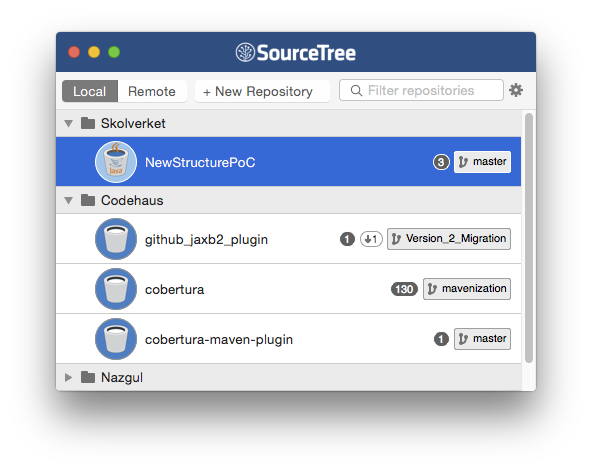 SourceTree
Local Remote + New Repository Filter repositories
Skolverket
Java
NewStructurePoC 3 master
Codehaus
github_jaxb2_plugin 1 1 Version_2_Migration
cobertura 130 mavenization
cobertura-maven-plugin 1 master
Nazgul